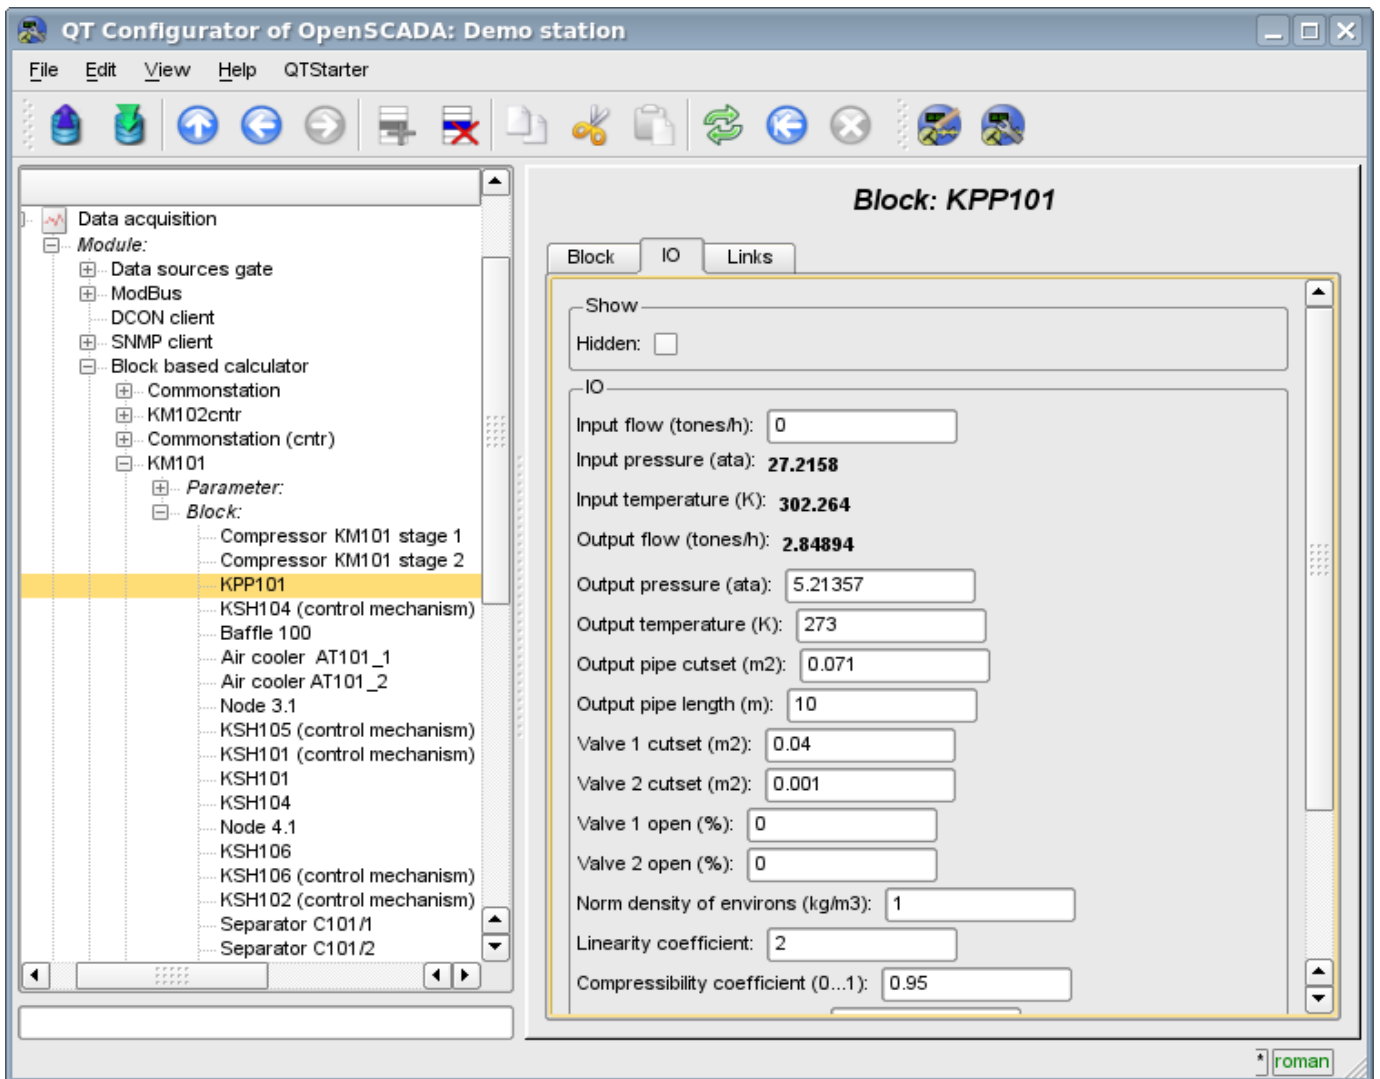 QT Configurator of OpenSCADA: Demo station
File Edit View Help QTStarter
Data acquisition
Module:
Data sources gate
ModBus
DCON client
SNMP client
Block based calculator
Commonstation
KM102cntr
Commonstation (cntr)
KM101
Parameter:
Block:
Compressor KM101 stage 1
Compressor KM101 stage 2
KPP101
KSH104 (control mechanism)
Baffle 100
Air cooler  AT101_1
Air cooler AT101_2
Node 3.1
KSH105 (control mechanism)
KSH101 (control mechanism)
KSH101
KSH104
Node 4.1
KSH106
KSH106 (control mechanism)
KSH102 (control mechanism)
Separator C101/1
Separator C101/2
Block: KPP101
Block IO Links
Show
Hidden:
IO
Input flow (tones/h): 0
Input pressure (ata): 27.2158
Input temperature (K): 302.264
Output flow (tones/h): 2.84894
Output pressure (ata): 5.21357
Output temperature (K): 273
Output pipe cutset (m2): 0.071
Output pipe length (m): 10
Valve 1 cutset (m2): 0.04
Valve 2 cutset (m2): 0.001
Valve 1 open (%): 0
Valve 2 open (%): 0
Norm density of environs (kg/m3): 1
Linearity coefficient: 2
Compressibility coefficient (0...1): 0.95
* roman